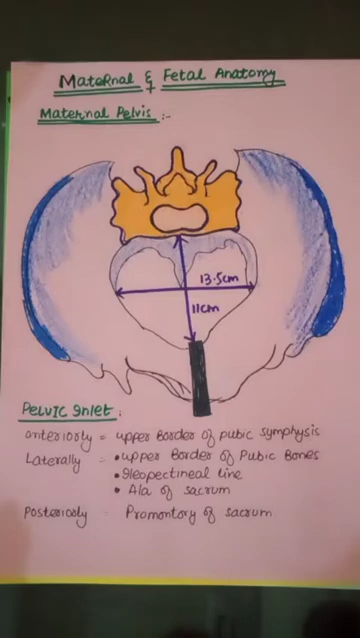 Maternal & Fetal Anatomy
Maternal Pelvis :-
13.5cm
11cm
Pelvic Inlet :
anteriorly = upper Border of pubic symphysis
Laterally = • upper Border of Pubic Bones
• Ileopectineal line
• Ala of sacrum
Posteriorly = Promontory of sacrum